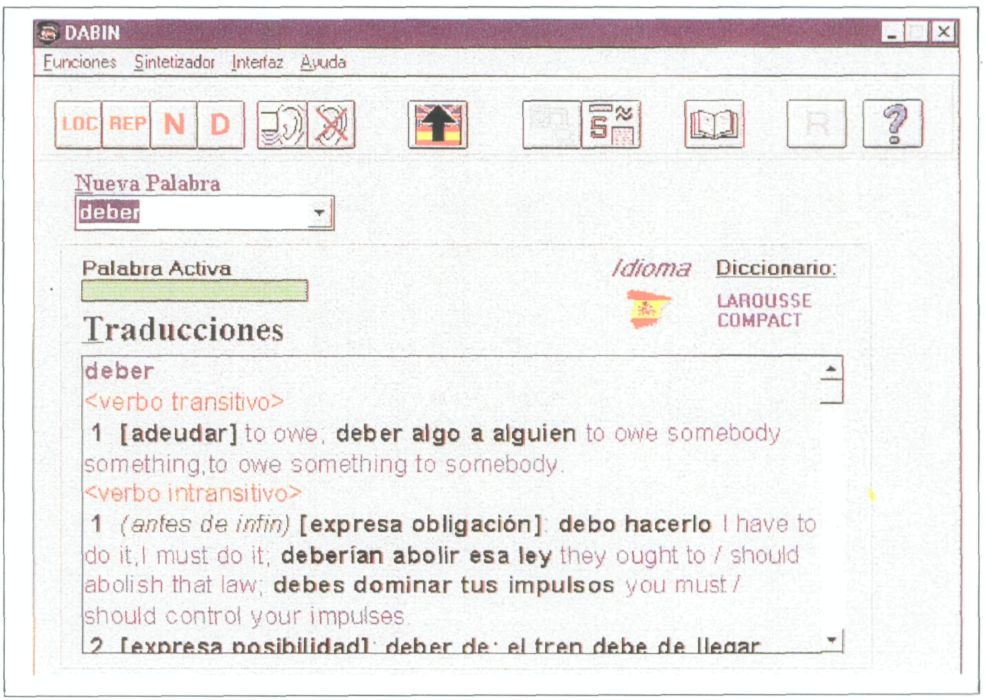 DABIN
Funciones Sintetizador Interfaz Ayuda
LOC REP N D S R ?
Nueva Palabra
deber
Palabra Activa
Idioma Diccionario:
LAROUSSE
COMPACT
Traducciones
deber
<verbo transitivo>
1 [adeudar] to owe; deber algo a alguien to owe somebody
something,to owe something to somebody.
<verbo intransitivo>
1 (antes de infin) [expresa obligación]: debo hacerlo I have to
do it,I must do it; deberían abolir esa ley they ought to / should
abolish that law; debes dominar tus impulsos you must /
should control your impulses.
2 [expresa posibilidad]: deber de: el tren debe de llegar